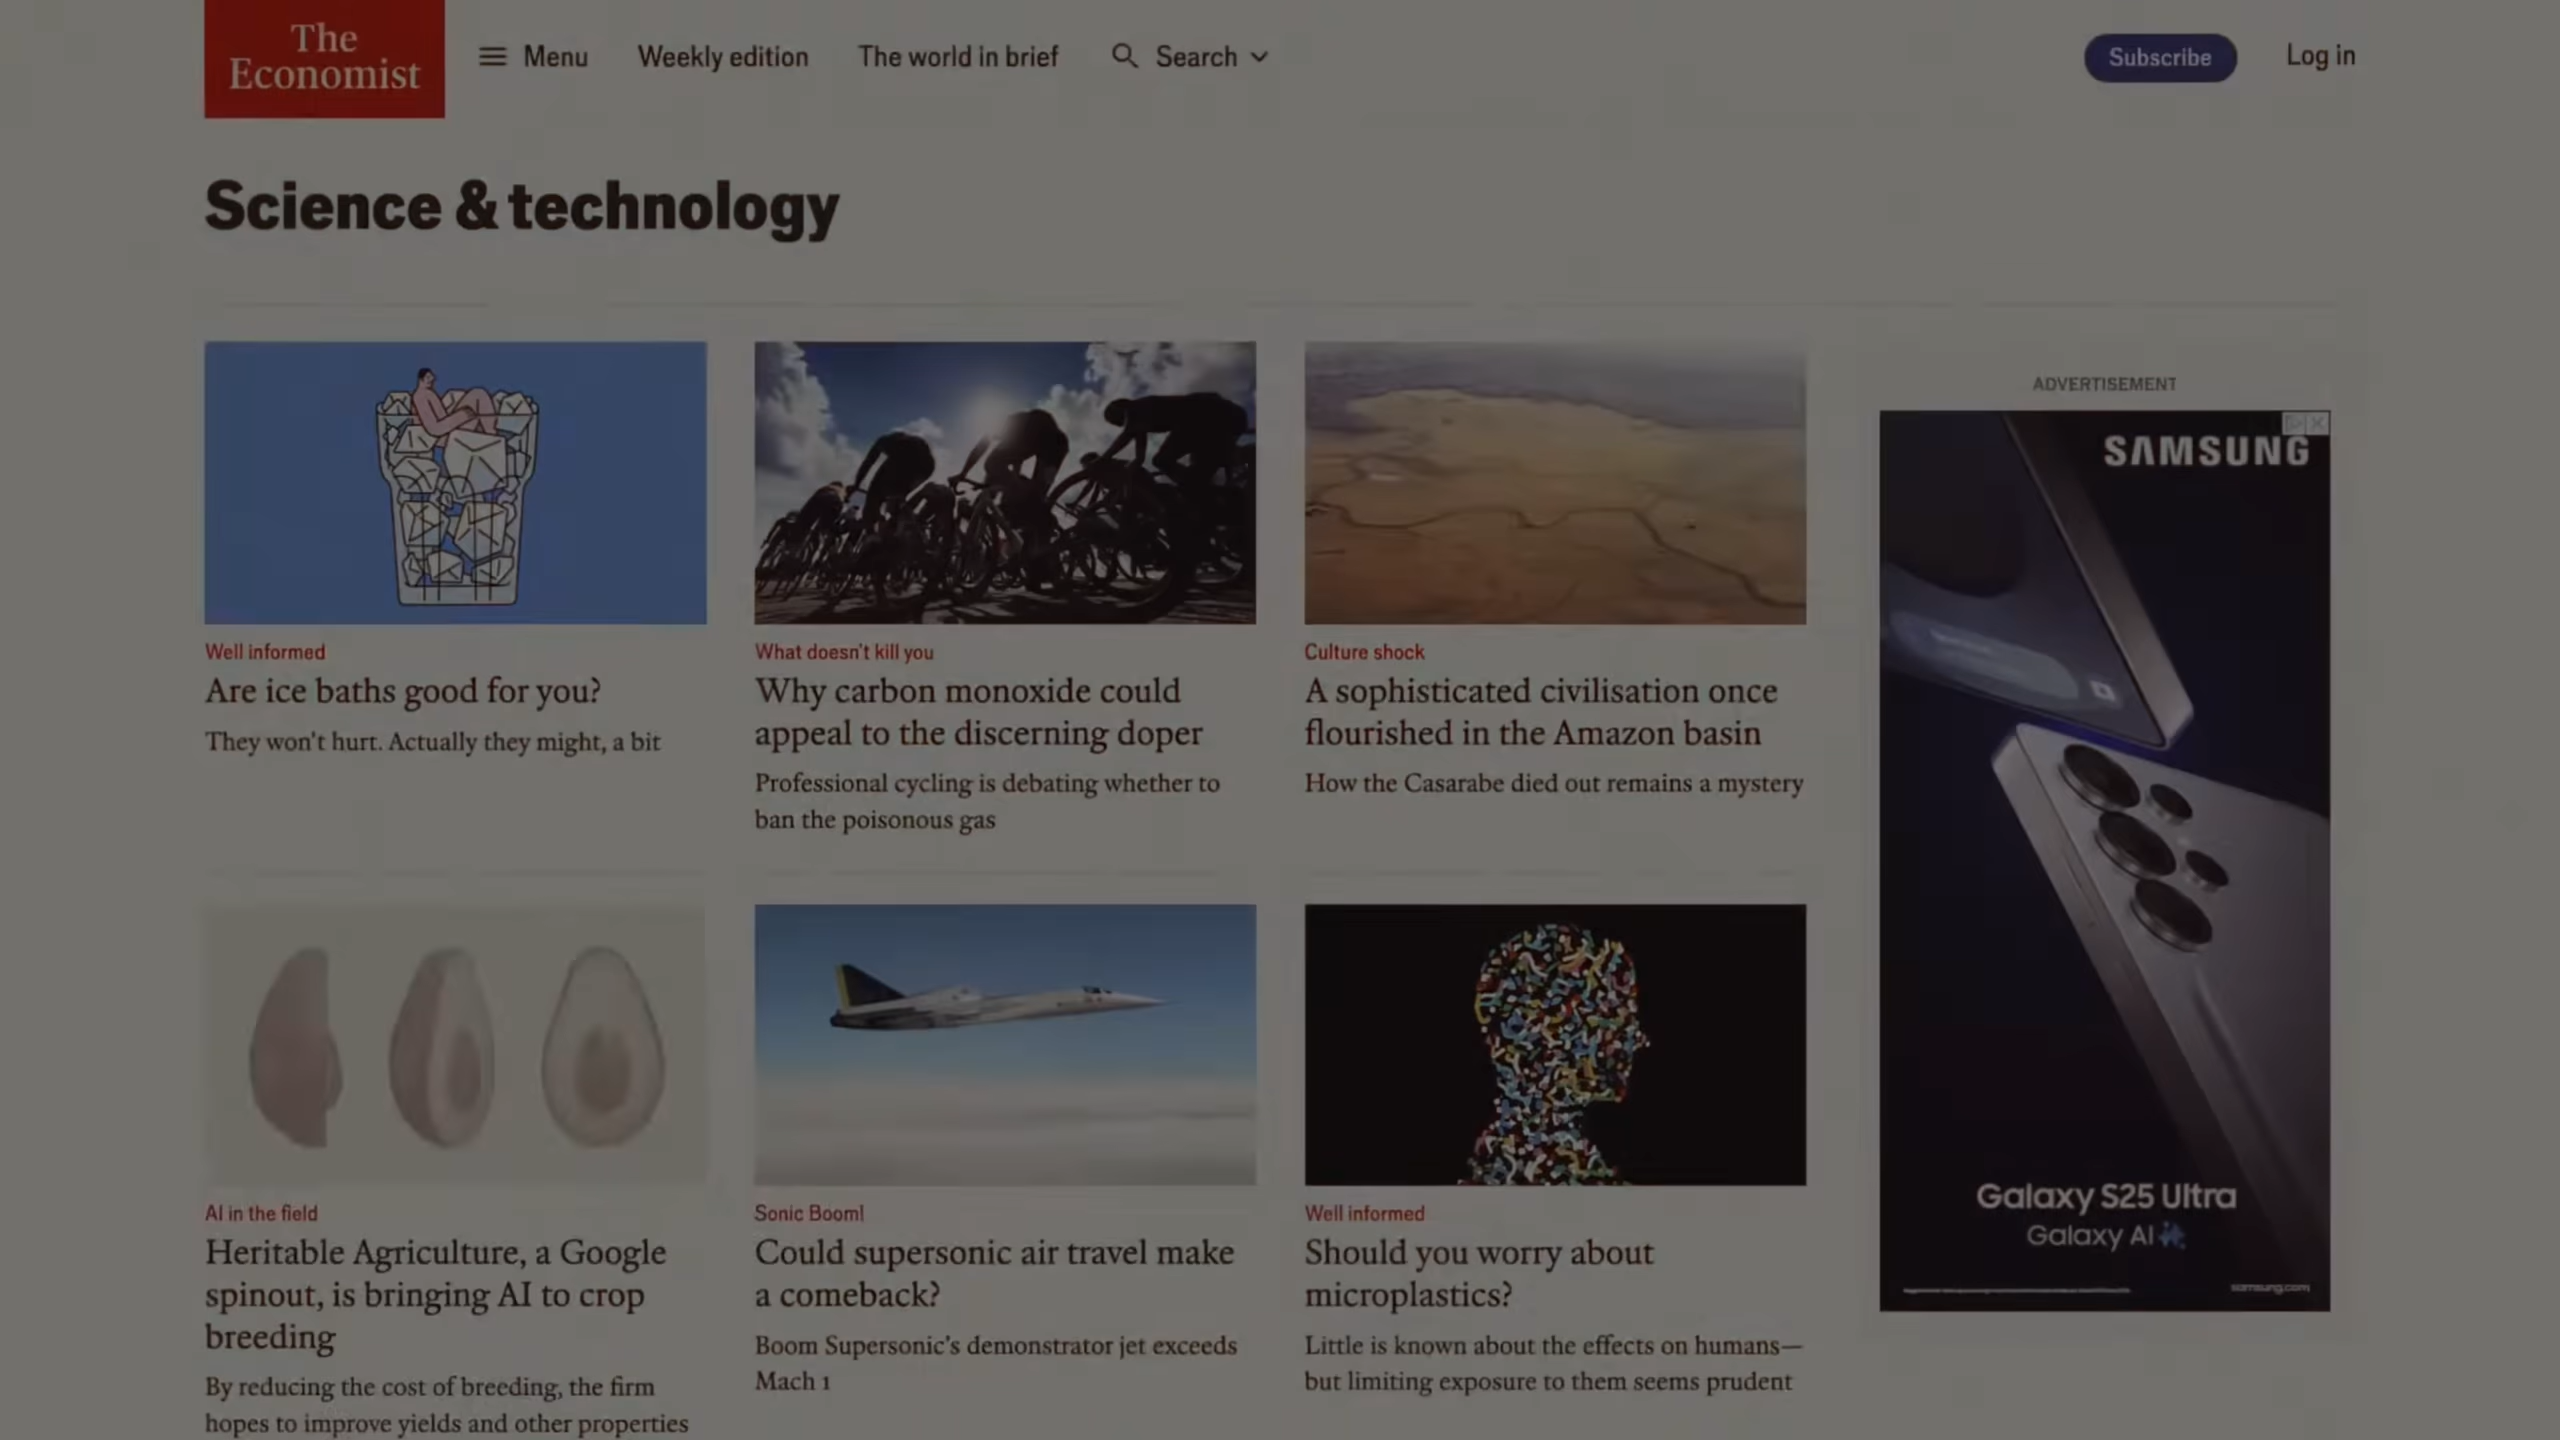 The
Economist
Menu
Weekly edition
The world in brief
Search
Subscribe
Log in
Science & technology
Well informed
Are ice baths good for you?
They won't hurt. Actually they might, a bit
What doesn't kill you
Why carbon monoxide could
appeal to the discerning doper
Professional cycling is debating whether to
ban the poisonous gas
Culture shock
A sophisticated civilisation once
flourished in the Amazon basin
How the Casarabe died out remains a mystery
AI in the field
Heritable Agriculture, a Google
spinout, is bringing AI to crop
breeding
By reducing the cost of breeding, the firm
hopes to improve yields and other properties
Sonic Boom!
Could supersonic air travel make
a comeback?
Boom Supersonic's demonstrator jet exceeds
Mach 1
Well informed
Should you worry about
microplastics?
Little is known about the effects on humans—
but limiting exposure to them seems prudent
ADVERTISEMENT
SAMSUNG
Galaxy S25 Ultra
Galaxy AI
samsung.com